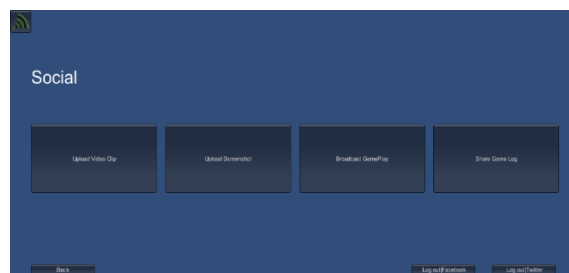 Social
Upload Video Clip
Upload Screenshot
Broadcast GamePlay
Share Game Log
Back
Log out|Facebook
Log out|Twitter